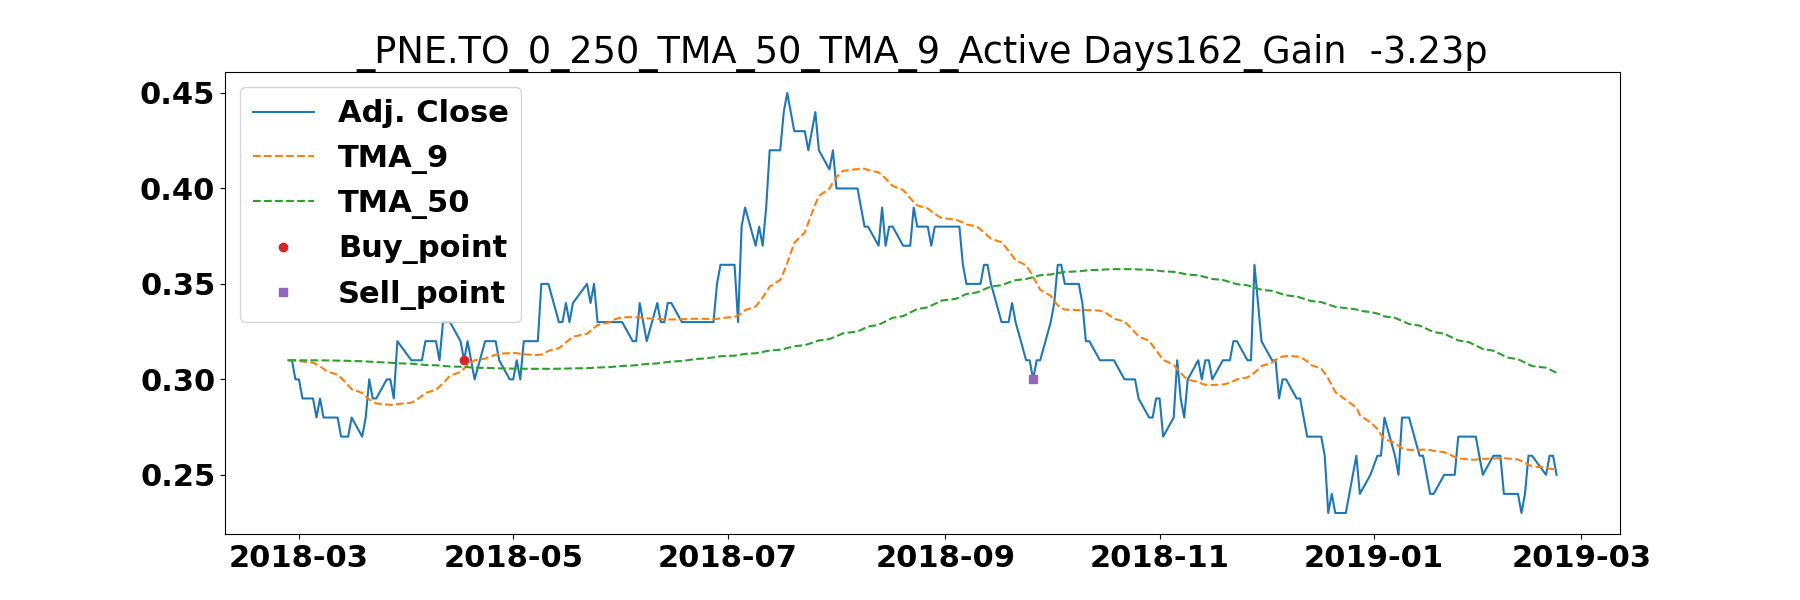 _PNE.TO_0_250_TMA_50_TMA_9_Active Days162_Gain  -3.23p
0.45
0.40
0.35
0.30
0.25
Adj. Close
TMA_9
TMA_50
Buy_point
Sell_point
2018-03 2018-05 2018-07 2018-09 2018-11 2019-01 2019-03